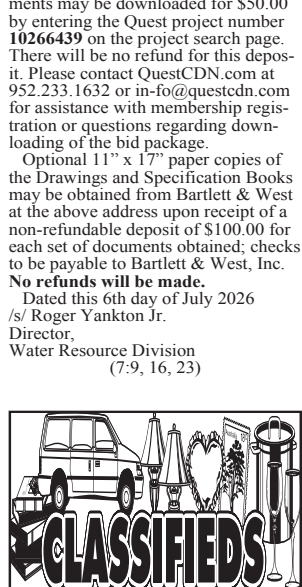 ments may be downloaded for $50.00
by entering the Quest project number
10266439 on the project search page.
There will be no refund for this depos-
it. Please contact QuestCDN.com at
952.233.1632 or in-fo@questcdn.com
for assistance with membership regis-
tration or questions regarding down-
loading of the bid package.
Optional 11” x 17” paper copies of
the Drawings and Specification Books
may be obtained from Bartlett & West
at the above address upon receipt of a
non-refundable deposit of $100.00 for
each set of documents obtained; checks
to be payable to Bartlett & West, Inc.
No refunds will be made.
Dated this 6th day of July 2026
/s/ Roger Yankton Jr.
Director,
Water Resource Division
(7:9, 16, 23)
CLASSIFIEDS